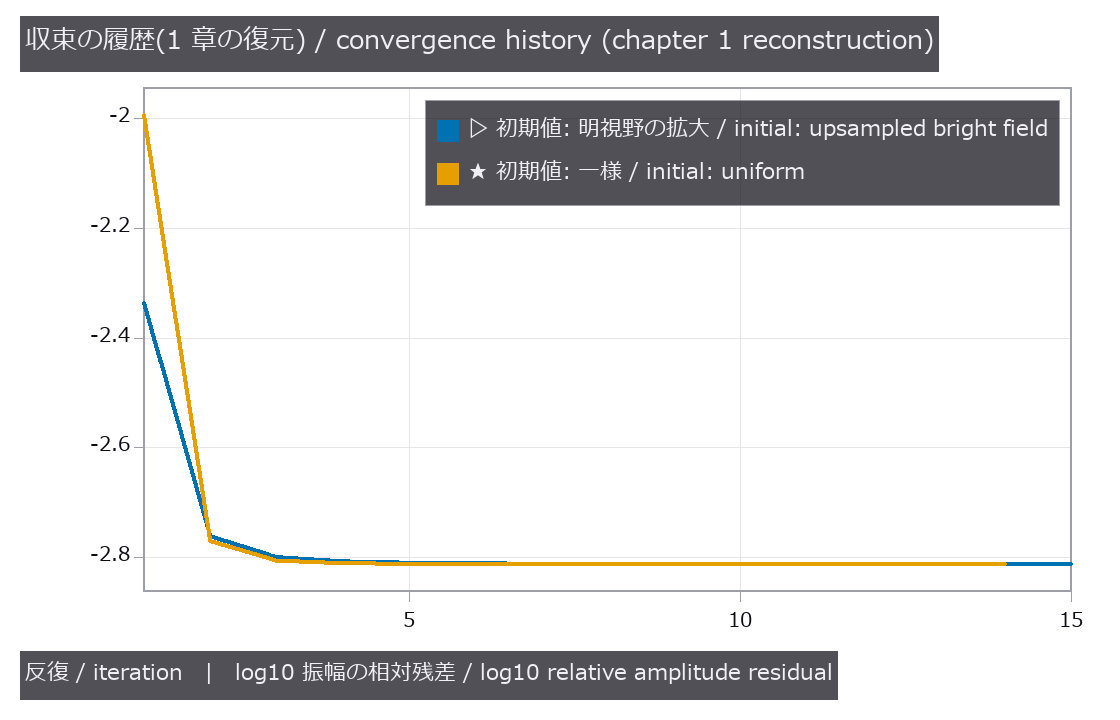 収束の履歴(1 章の復元) / convergence history (chapter 1 reconstruction)
▷ 初期値: 明視野の拡大 / initial: upsampled bright field
★ 初期値: 一様 / initial: uniform
-2
-2.2
-2.4
-2.6
-2.8
5
10
15
反復 / iteration | log10 振幅の相対残差 / log10 relative amplitude residual